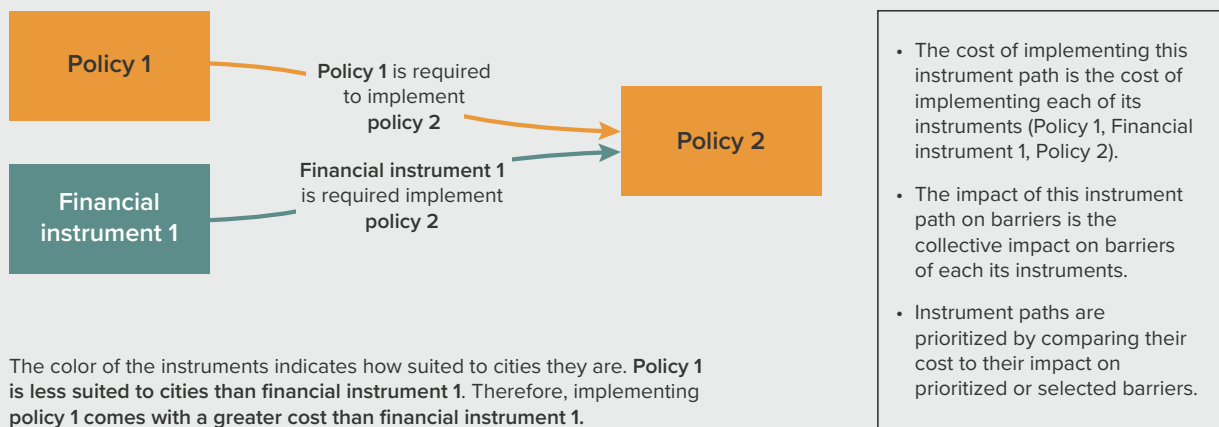 Policy 1
Policy 1 is required
to implement
policy 2
Financial instrument 1
is required implement
policy 2
Financial
instrument 1
Policy 2
The color of the instruments indicates how suited to cities they are. Policy 1
is less suited to cities than financial instrument 1. Therefore, implementing
policy 1 comes with a greater cost than financial instrument 1.
• The cost of implementing this
instrument path is the cost of
implementing each of its
instruments (Policy 1, Financial
instrument 1, Policy 2).
• The impact of this instrument
path on barriers is the
collective impact on barriers
of each its instruments.
• Instrument paths are
prioritized by comparing their
cost to their impact on
prioritized or selected barriers.